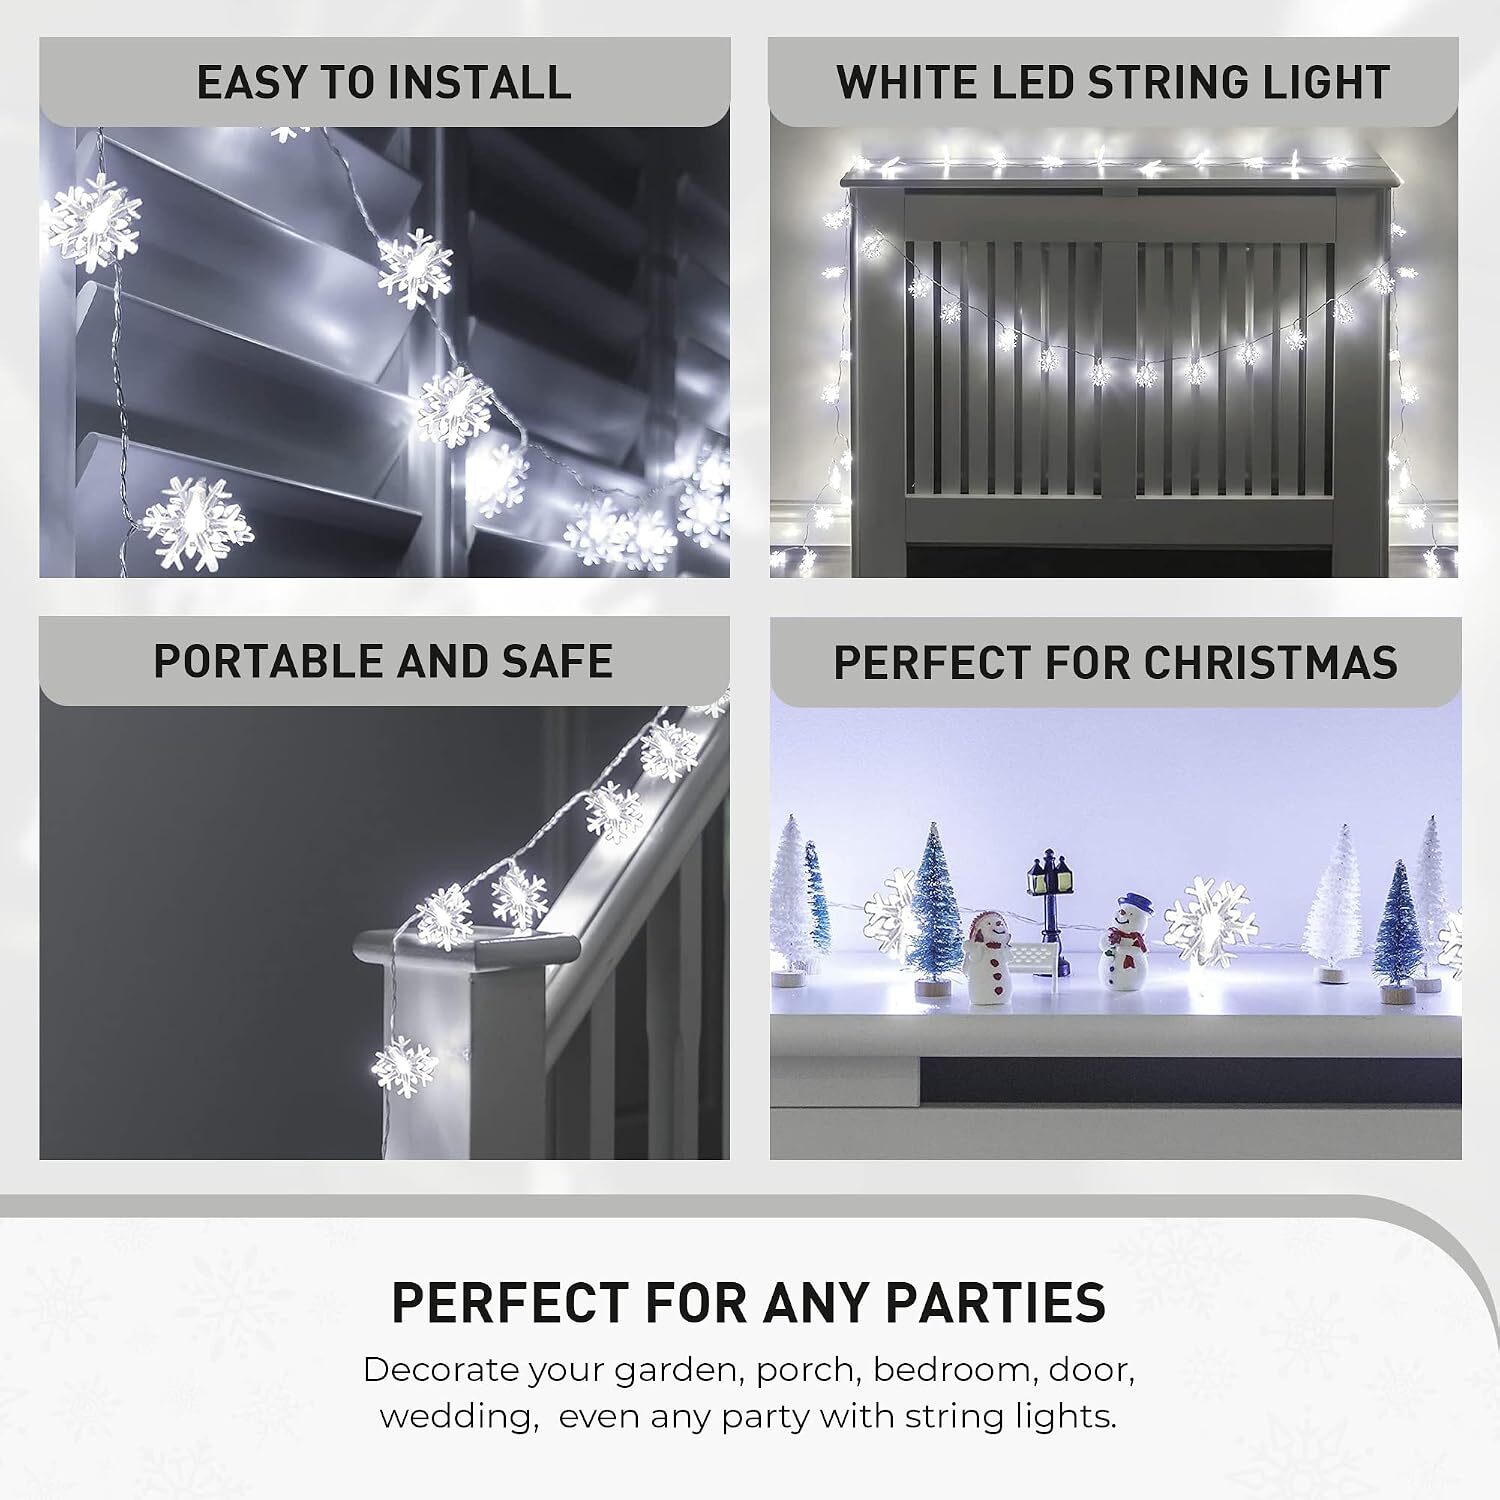 EASY TO INSTALL
WHITE LED STRING LIGHT
PORTABLE AND SAFE
PERFECT FOR CHRISTMAS
PERFECT FOR ANY PARTIES
Decorate your garden, porch, bedroom, door,
wedding,  even any party with string lights.